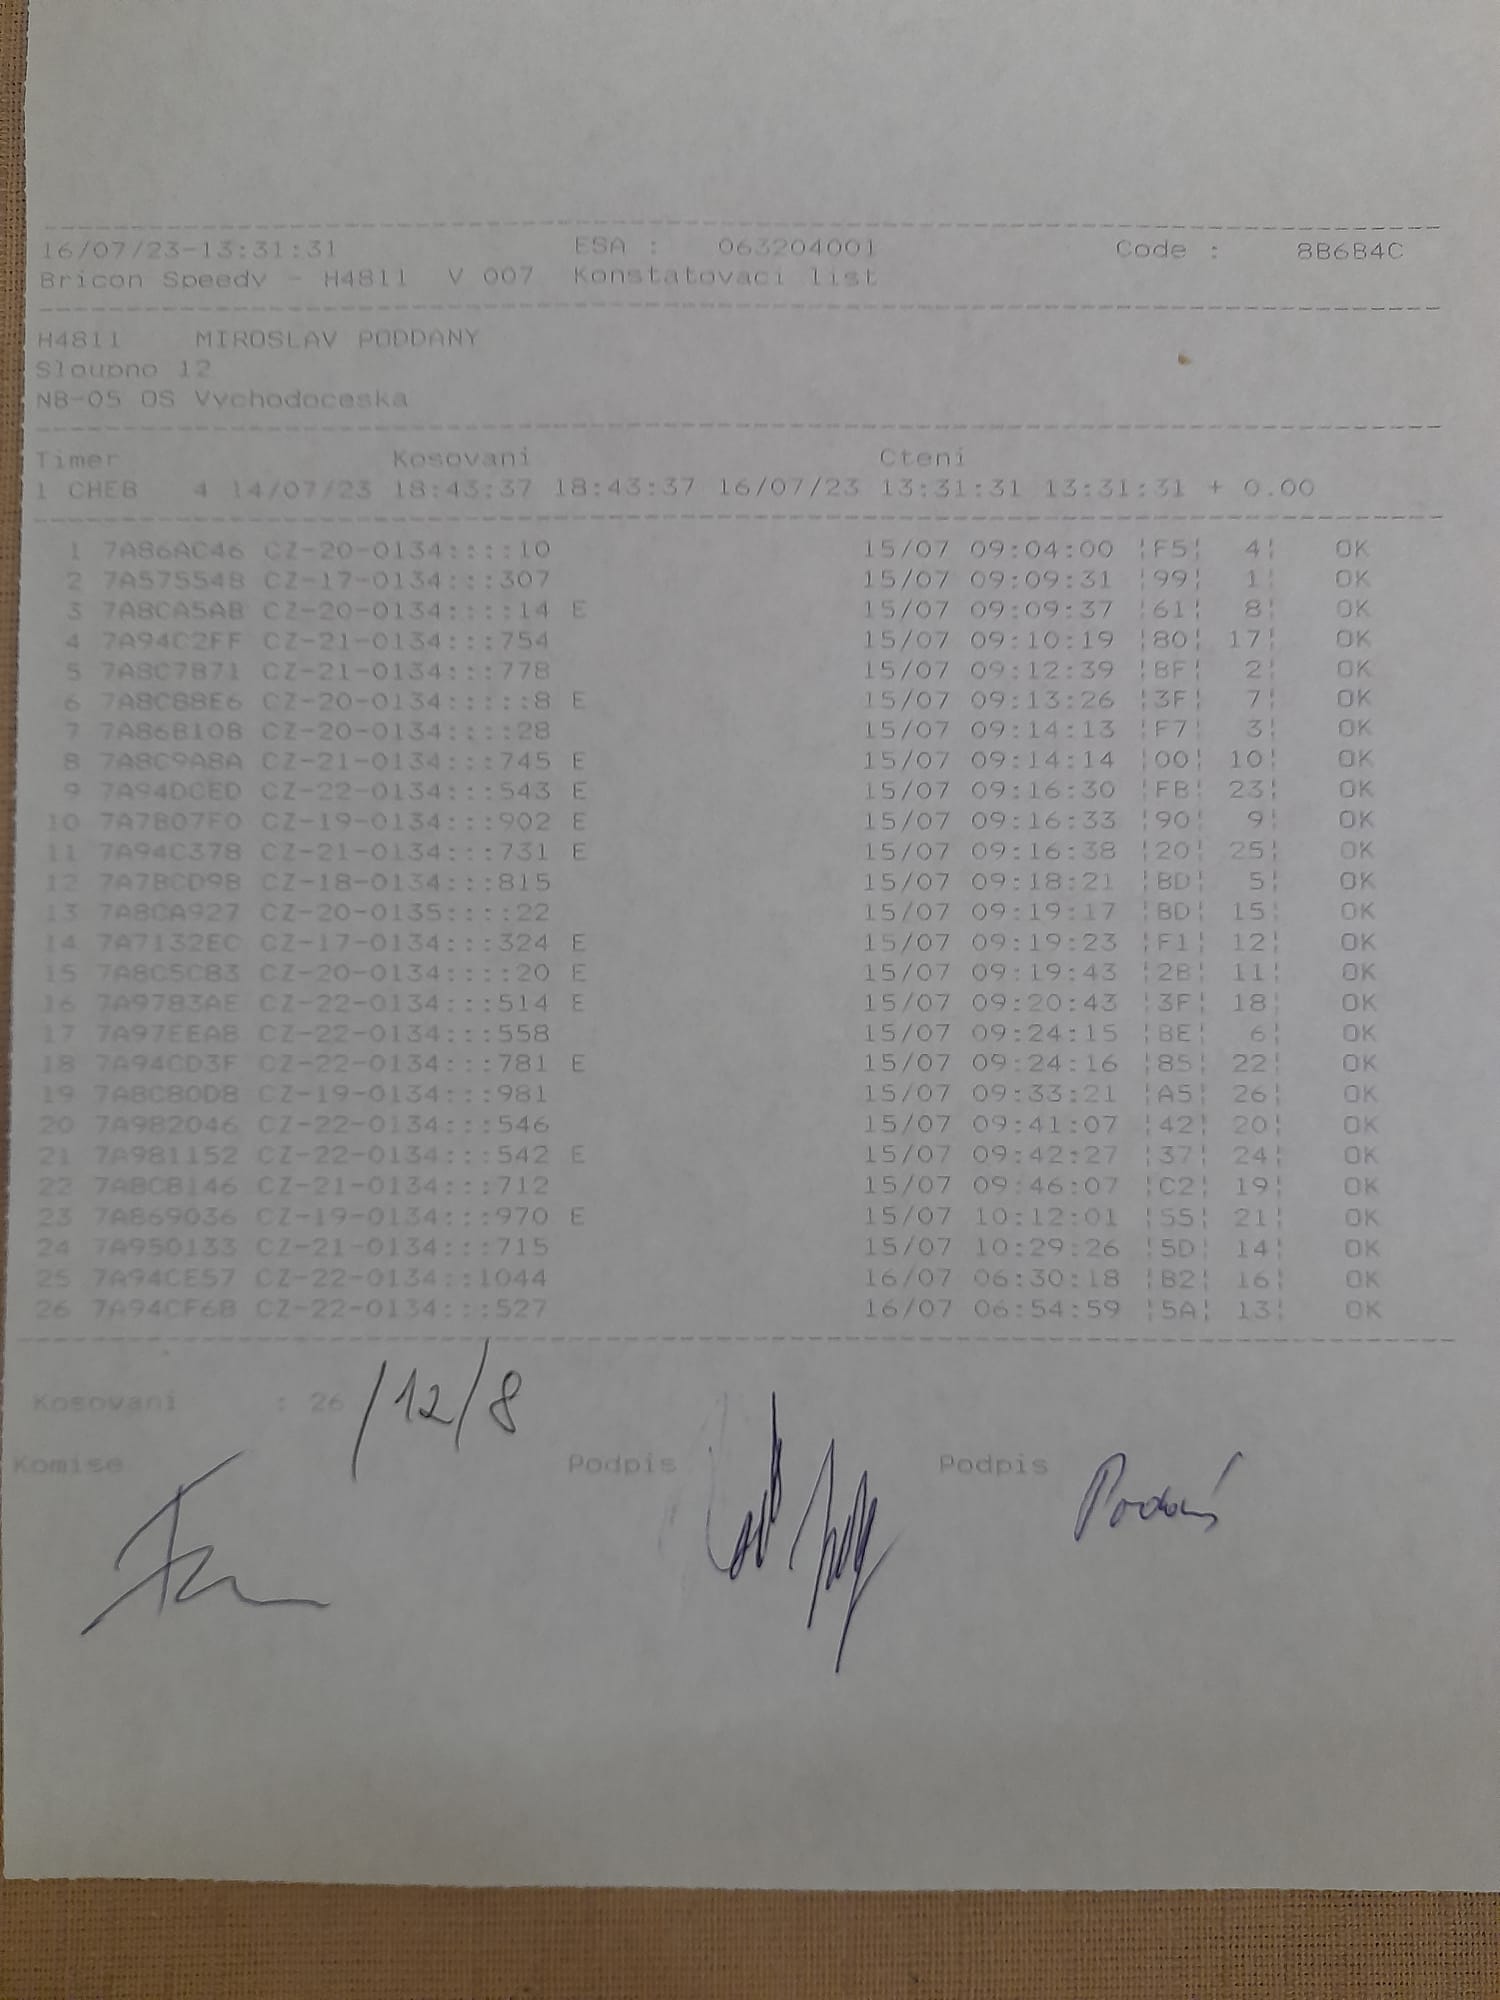 16/07/23-13:31:31 ESA : 063204001 Code : 8B6B4C
Bricon Speedy - H4811 V 007 Konstatovaci list
H4811 MIROSLAV PODDANY
Sloupno 12
NB-05 OS Vychodoceska
Timer Kosovani Cteni
1 CHEB 4 14/07/23 18:43:37 18:43:37 16/07/23 13:31:31 13:31:31 + 0.00
1 7A86AC46 CZ-20-0134::::10 15/07 09:04:00 ¦F5¦ 4¦ OK
2 7A57554B CZ-17-0134:::307 15/07 09:09:31 ¦99¦ 1¦ OK
3 7A8CA5AB CZ-20-0134::::14 E 15/07 09:09:37 ¦61¦ 8¦ OK
4 7A94C2FF CZ-21-0134:::754 15/07 09:10:19 ¦80¦ 17¦ OK
5 7A8C7871 CZ-21-0134:::778 15/07 09:12:39 ¦BF¦ 2¦ OK
6 7A8C88E6 CZ-20-0134:::::8 E 15/07 09:13:26 ¦3F¦ 7¦ OK
7 7A86B10B CZ-20-0134::::28 15/07 09:14:13 ¦F7¦ 3¦ OK
8 7A8C9A8A CZ-21-0134:::745 E 15/07 09:14:14 ¦00¦ 10¦ OK
9 7A94DCED CZ-22-0134:::543 E 15/07 09:16:30 ¦FB¦ 23¦ OK
10 7A7B07F0 CZ-19-0134:::902 E 15/07 09:16:33 ¦90¦ 9¦ OK
11 7A94C378 CZ-21-0134:::731 E 15/07 09:16:38 ¦20¦ 25¦ OK
12 7A7BCD9B CZ-18-0134:::815 15/07 09:18:21 ¦BD¦ 5¦ OK
13 7A8CA927 CZ-20-0135::::22 15/07 09:19:17 ¦BD¦ 15¦ OK
14 7A7132EC CZ-17-0134:::324 E 15/07 09:19:23 ¦F1¦ 12¦ OK
15 7A8C5CB3 CZ-20-0134::::20 E 15/07 09:19:43 ¦2B¦ 11¦ OK
16 7A9783AE CZ-22-0134:::514 E 15/07 09:20:43 ¦3F¦ 18¦ OK
17 7A97EEAB CZ-22-0134:::558 15/07 09:24:15 ¦BE¦ 6¦ OK
18 7A94CD3F CZ-22-0134:::781 E 15/07 09:24:16 ¦85¦ 22¦ OK
19 7A8C80D8 CZ-19-0134:::981 15/07 09:33:21 ¦A5¦ 26¦ OK
20 7A982046 CZ-22-0134:::546 15/07 09:41:07 ¦42¦ 20¦ OK
21 7A981152 CZ-22-0134:::542 E 15/07 09:42:27 ¦37¦ 24¦ OK
22 7A8C8146 CZ-21-0134:::712 15/07 09:46:07 ¦C2¦ 19¦ OK
23 7A869036 CZ-19-0134:::970 E 15/07 10:12:01 ¦55¦ 21¦ OK
24 7A950133 CZ-21-0134:::715 15/07 10:29:26 ¦5D¦ 14¦ OK
25 7A94CE57 CZ-22-0134::1044 16/07 06:30:18 ¦B2¦ 16¦ OK
26 7A94CF6B CZ-22-0134:::527 16/07 06:54:59 ¦5A¦ 13¦ OK
Kosovani : 26 /12/8
Komise Podpis Podpis